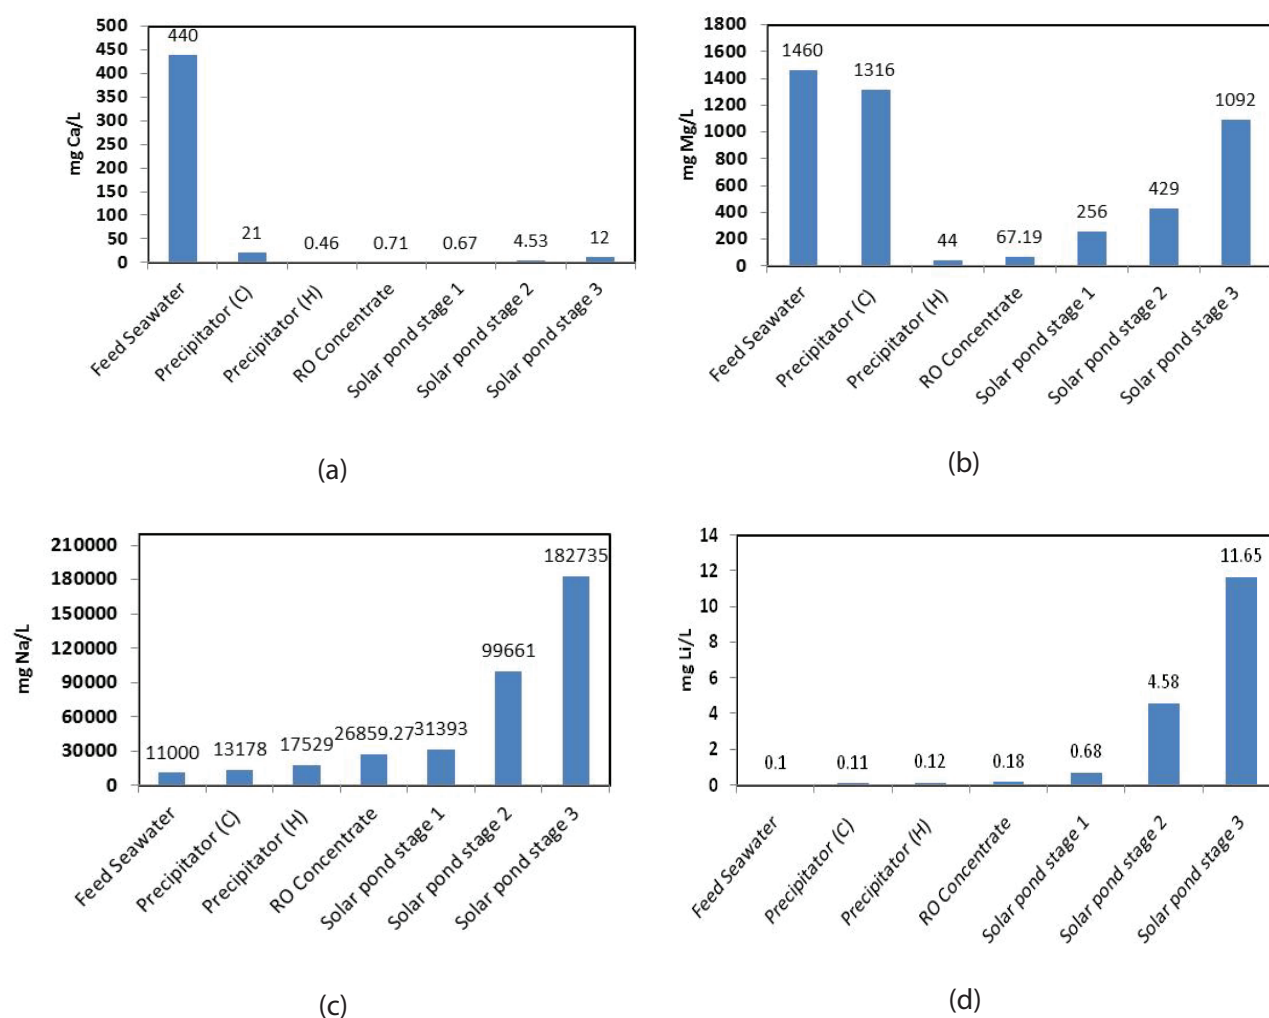 500
450
400
350
300
250
200
150
100
50
0
mg Ca/L
440
21
0.46
0.71
0.67
4.53
12
Feed Seawater
Precipitator (C)
Precipitator (H)
RO Concentrate
Solar pond stage 1
Solar pond stage 2
Solar pond stage 3
(a)
1800
1600
1400
1200
1000
800
600
400
200
0
mg Mg/L
1460
1316
44
67.19
256
429
1092
Feed Seawater
Precipitator (C)
Precipitator (H)
RO Concentrate
Solar pond stage 1
Solar pond stage 2
Solar pond stage 3
(b)
210000
180000
150000
120000
90000
60000
30000
0
mg Na/L
11000
13178
17529
26859.27
31393
99661
182735
Feed Seawater
Precipitator (C)
Precipitator (H)
RO Concentrate
Solar pond stage 1
Solar pond stage 2
Solar pond stage 3
(c)
14
12
10
8
6
4
2
0
mg Li/L
0.1
0.11
0.12
0.18
0.68
4.58
11.65
Feed Seawater
Precipitator (C)
Precipitator (H)
RO Concentrate
Solar pond stage 1
Solar pond stage 2
Solar pond stage 3
(d)